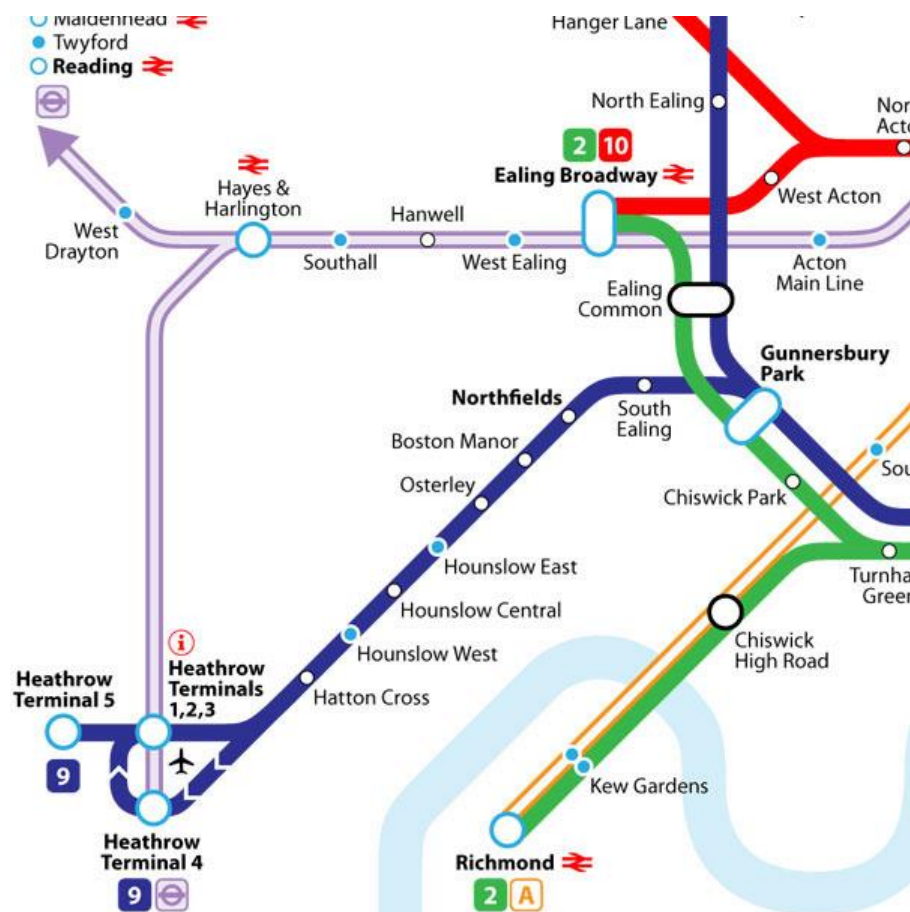 Maidenhead
Twyford
Reading
Hanger Lane
North Ealing
2 10
Ealing Broadway
West Acton
Hayes &
Harlington
Hanwell
West
Drayton
Southall
West Ealing
Acton
Main Line
Ealing
Common
Gunnersbury
Park
Northfields
South
Ealing
Boston Manor
Osterley
Chiswick Park
Hounslow East
Hounslow Central
Hounslow West
Hatton Cross
Chiswick
High Road
Green
i
Heathrow
Terminals
1,2,3
Heathrow
Terminal 5
9
Kew Gardens
Heathrow
Terminal 4
9
Richmond
2 A